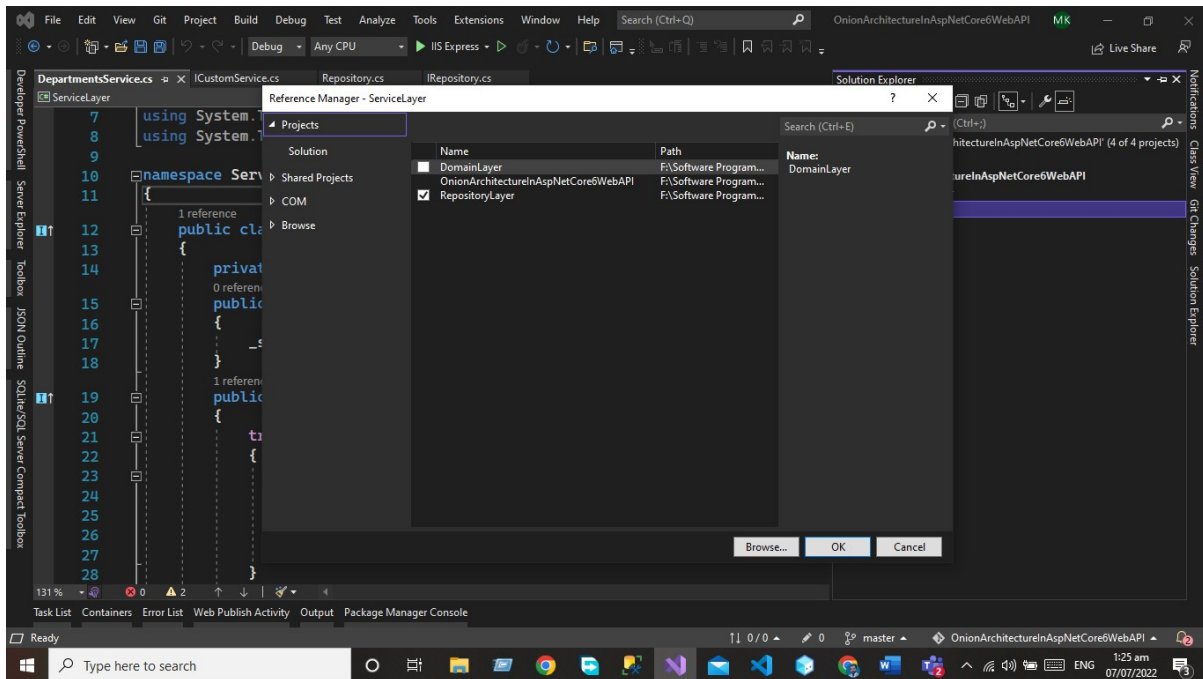 File Edit View Git Project Build Debug Test Analyze Tools Extensions Window Help Search (Ctrl+Q) OnionArchitectureInAspNetCore6WebAPI MK
Debug Any CPU IIS Express Live Share
DepartmentsService.cs ICustomService.cs Repository.cs IRepository.cs
Solution Explorer
ServiceLayer
Reference Manager - ServiceLayer ?
(Ctrl+;)
hitectureInAspNetCore6WebAPI' (4 of 4 projects)
ureInAspNetCore6WebAPI
Projects
Solution
Shared Projects
COM
Browse
Name Path
DomainLayer F:\Software Program...
OnionArchitectureInAspNetCore6WebAPI F:\Software Program...
RepositoryLayer F:\Software Program...
Search (Ctrl+E)
Name:
DomainLayer
Browse... OK Cancel
7 using System.T
8 using System.T
9
10 namespace Serv
11 {
1 reference
12 public cla
13 {
14 privat
0 referen
15 public
16 {
17 _s
18 }
1 referen
19 public
20 {
21 tr
22 {
23
24
25
26
27
28 }
131 % 0 2
Task List Containers Error List Web Publish Activity Output Package Manager Console
Ready 0 / 0 0 master OnionArchitectureInAspNetCore6WebAPI 2
Type here to search ENG 1:25 am
07/07/2022
Developer PowerShell
Server Explorer
Toolbox
JSON Outline
SQLite/SQL Server Compact Toolbox
Notifications
Class View
Git Changes
Solution Explorer